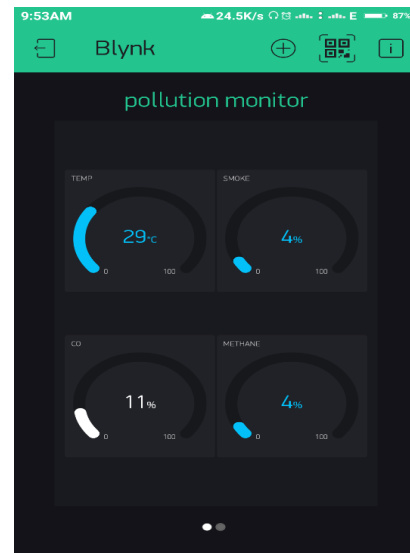 9:53AM 24.5K/s E 87%
Blynk i
pollution monitor
TEMP SMOKE
29°C 4%
0 100 0 100
CO METHANE
11% 4%
0 100 0 100